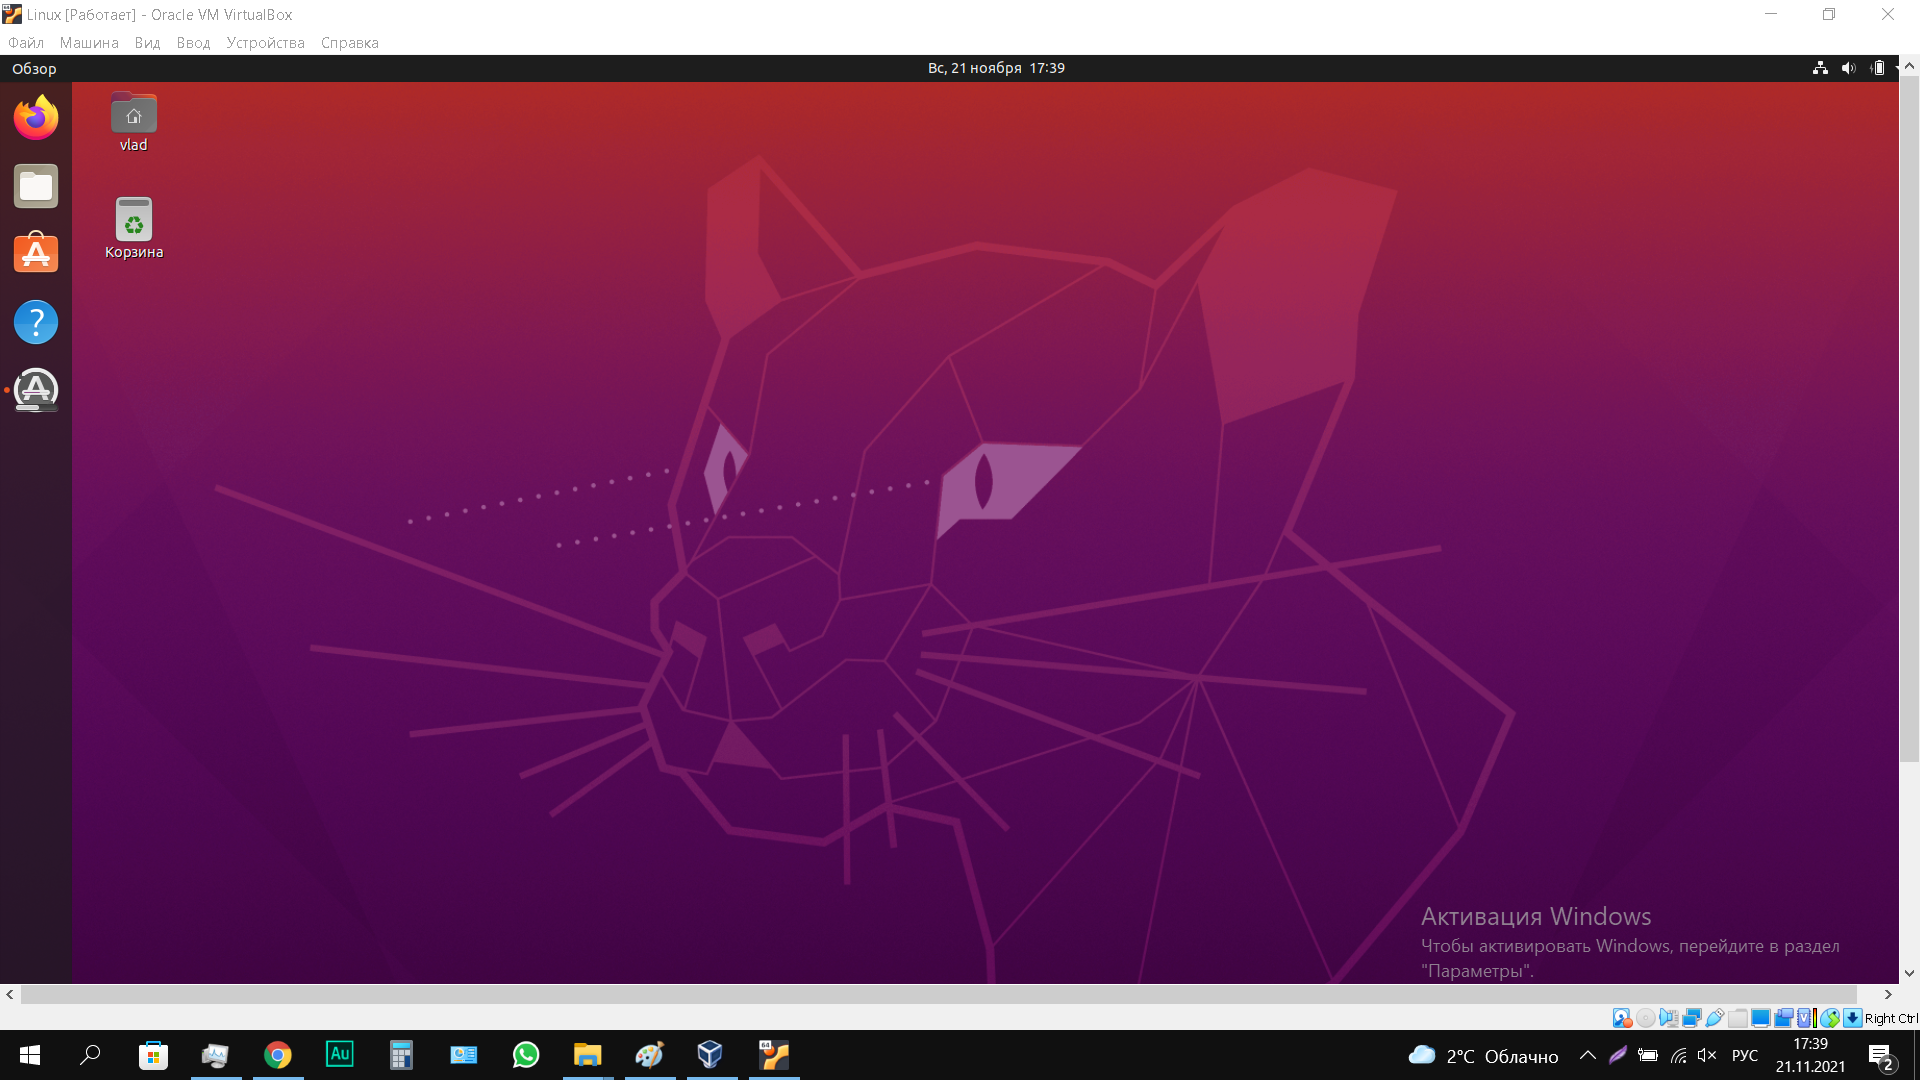 Linux [Работает] - Oracle VM VirtualBox
Файл Машина Вид Ввод Устройства Справка
Обзор
Вс, 21 ноября 17:39
vlad
Корзина
Активация Windows
Чтобы активировать Windows, перейдите в раздел
"Параметры".
Right Ctrl
Au
64
2°C Облачно
РУС
17:39
21.11.2021
2